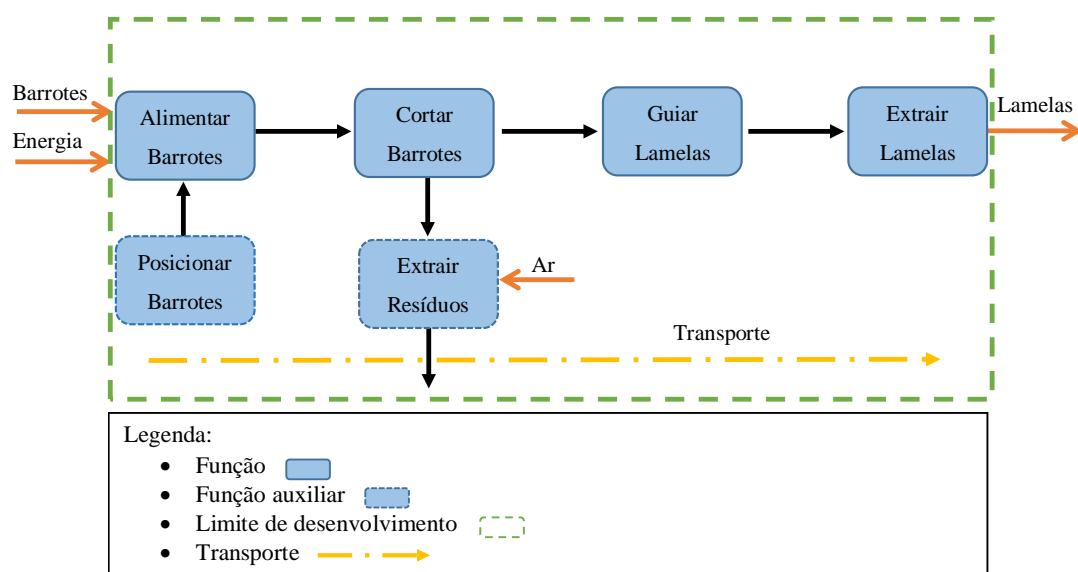 Barrotes
Energia
Alimentar
Barrotes
Cortar
Barrotes
Guiar
Lamelas
Extrair
Lamelas
Lamelas
Posicionar
Barrotes
Extrair
Resíduos
Ar
Transporte
Legenda:
• Função
• Função auxiliar
• Limite de desenvolvimento
• Transporte